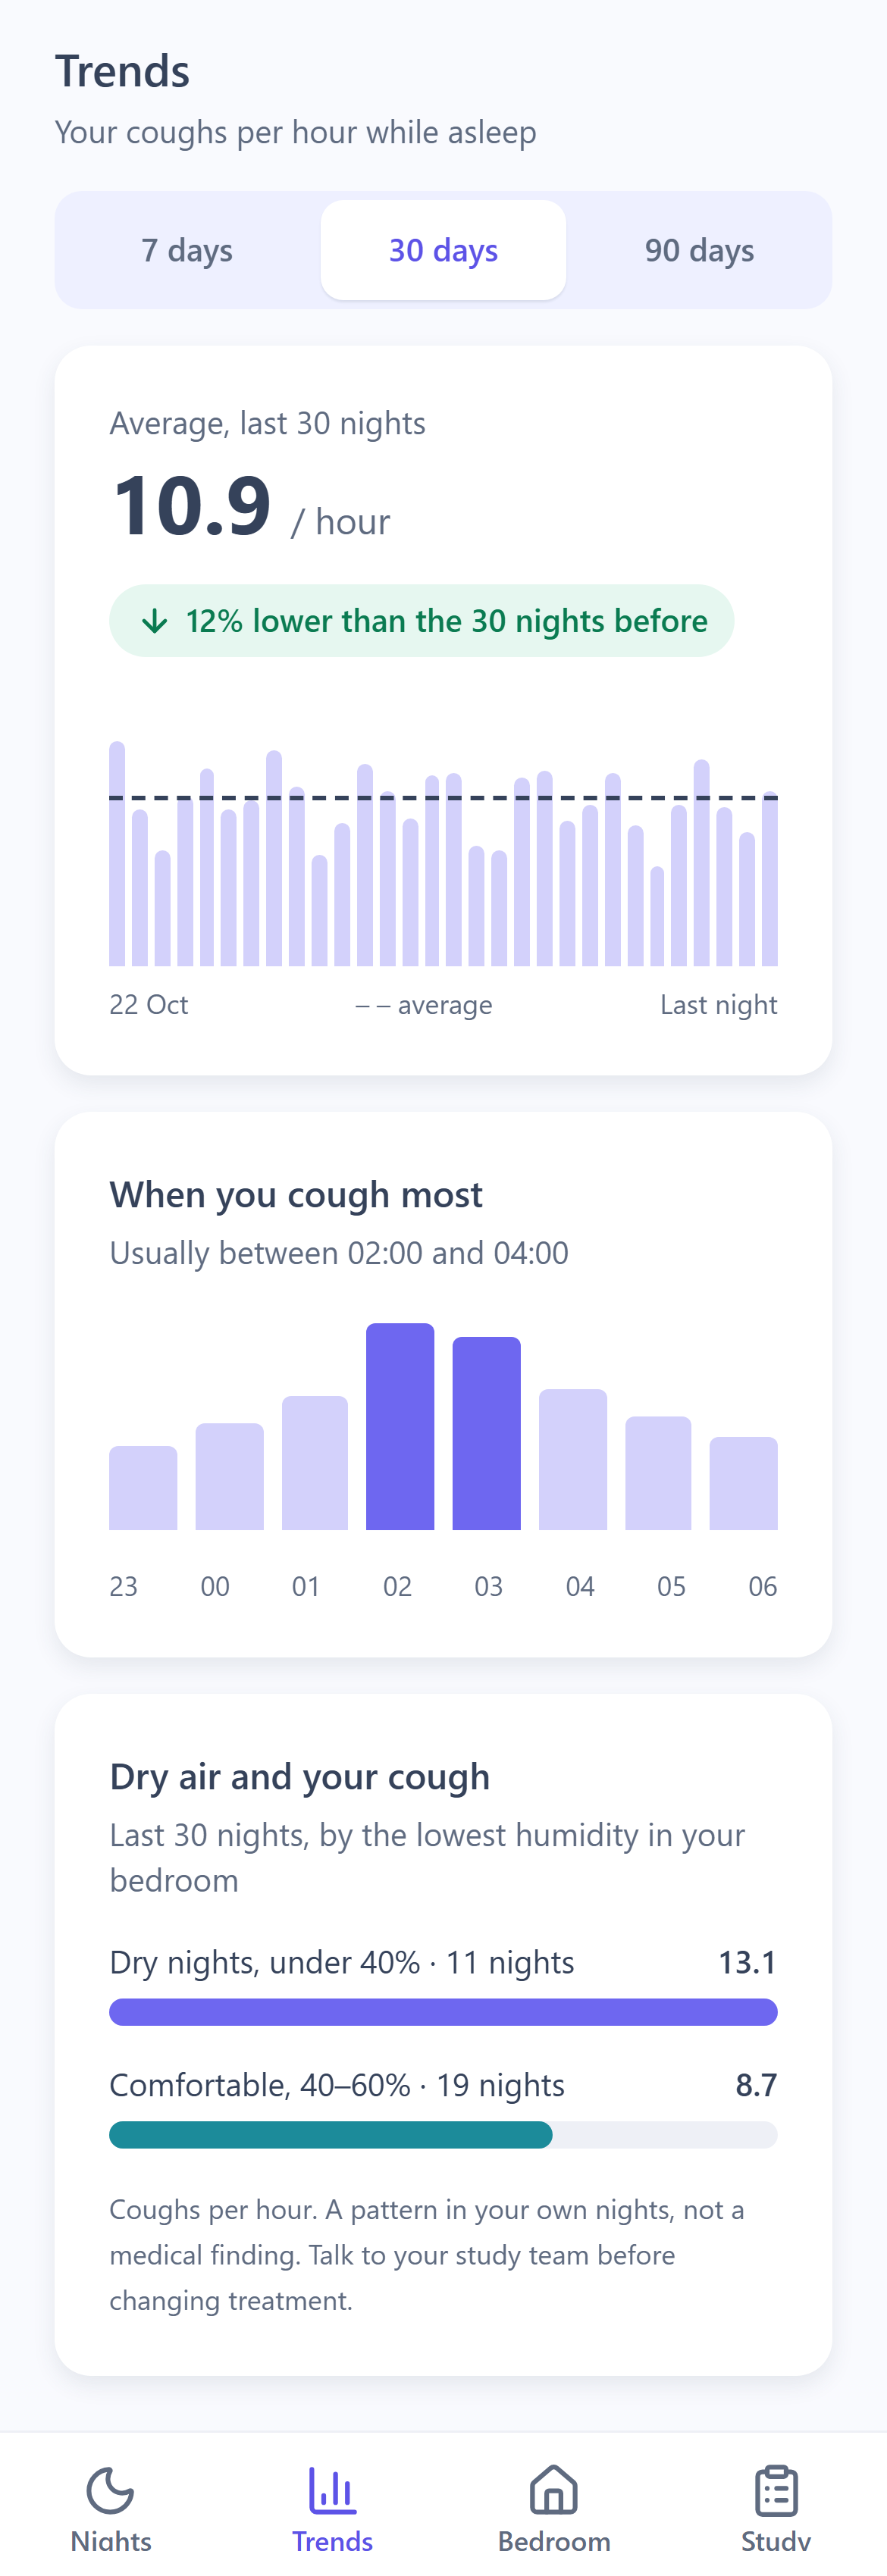 Trends
Your coughs per hour while asleep
7 days
30 days
90 days
Average, last 30 nights
10.9 / hour
↓ 12% lower than the 30 nights before
22 Oct
– – average
Last night
When you cough most
Usually between 02:00 and 04:00
23 00 01 02 03 04 05 06
Dry air and your cough
Last 30 nights, by the lowest humidity in your
bedroom
Dry nights, under 40% · 11 nights 13.1
Comfortable, 40–60% · 19 nights 8.7
Coughs per hour. A pattern in your own nights, not a
medical finding. Talk to your study team before
changing treatment.
Nights
Trends
Bedroom
Study